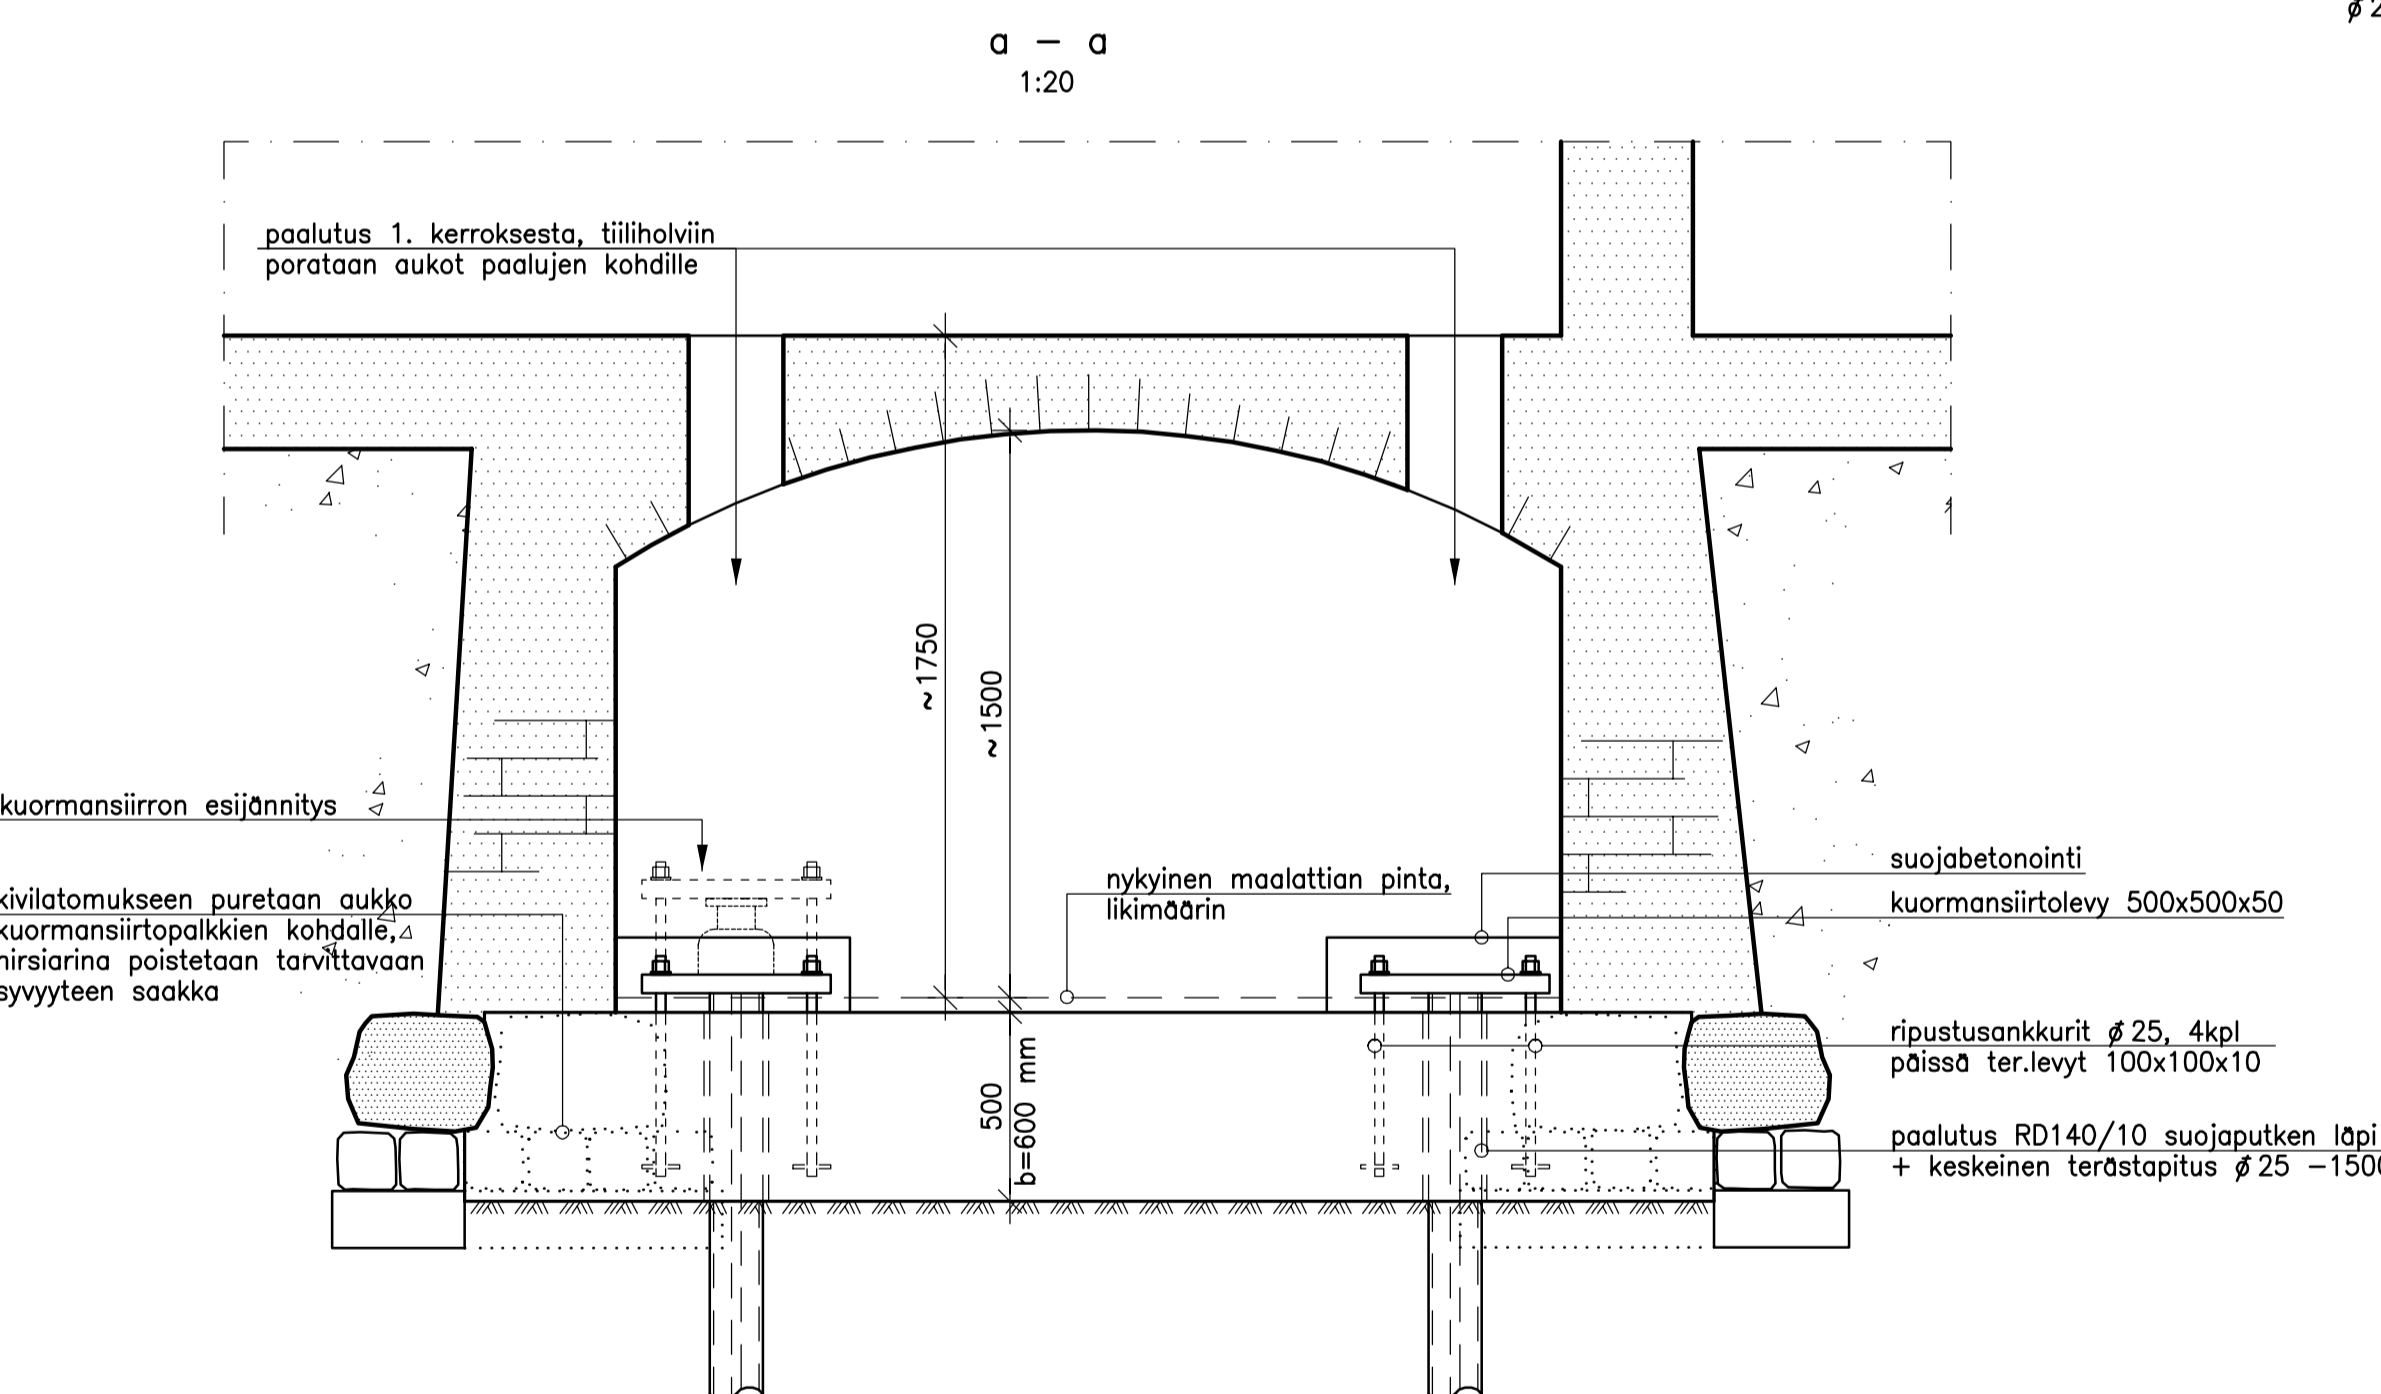 a – a
1:20
paalutus 1. kerroksesta, tiiliholviin
porataan aukot paalujen kohdille
~1750
~1500
kuormansiirron esijännitys
kivilatomukseen puretaan aukko
kuormansiirtopalkkien kohdalle,
hirsiarina poistetaan tarvittavaan
syvyyteen saakka
nykyinen maalattian pinta,
likimäärin
suojabetonointi
kuormansiirtolevy 500x500x50
ripustusankkurit ⌀25, 4kpl
päissä ter.levyt 100x100x10
500
b=600 mm
paalutus RD140/10 suojaputken läpi
+ keskeinen terästapitus ⌀25